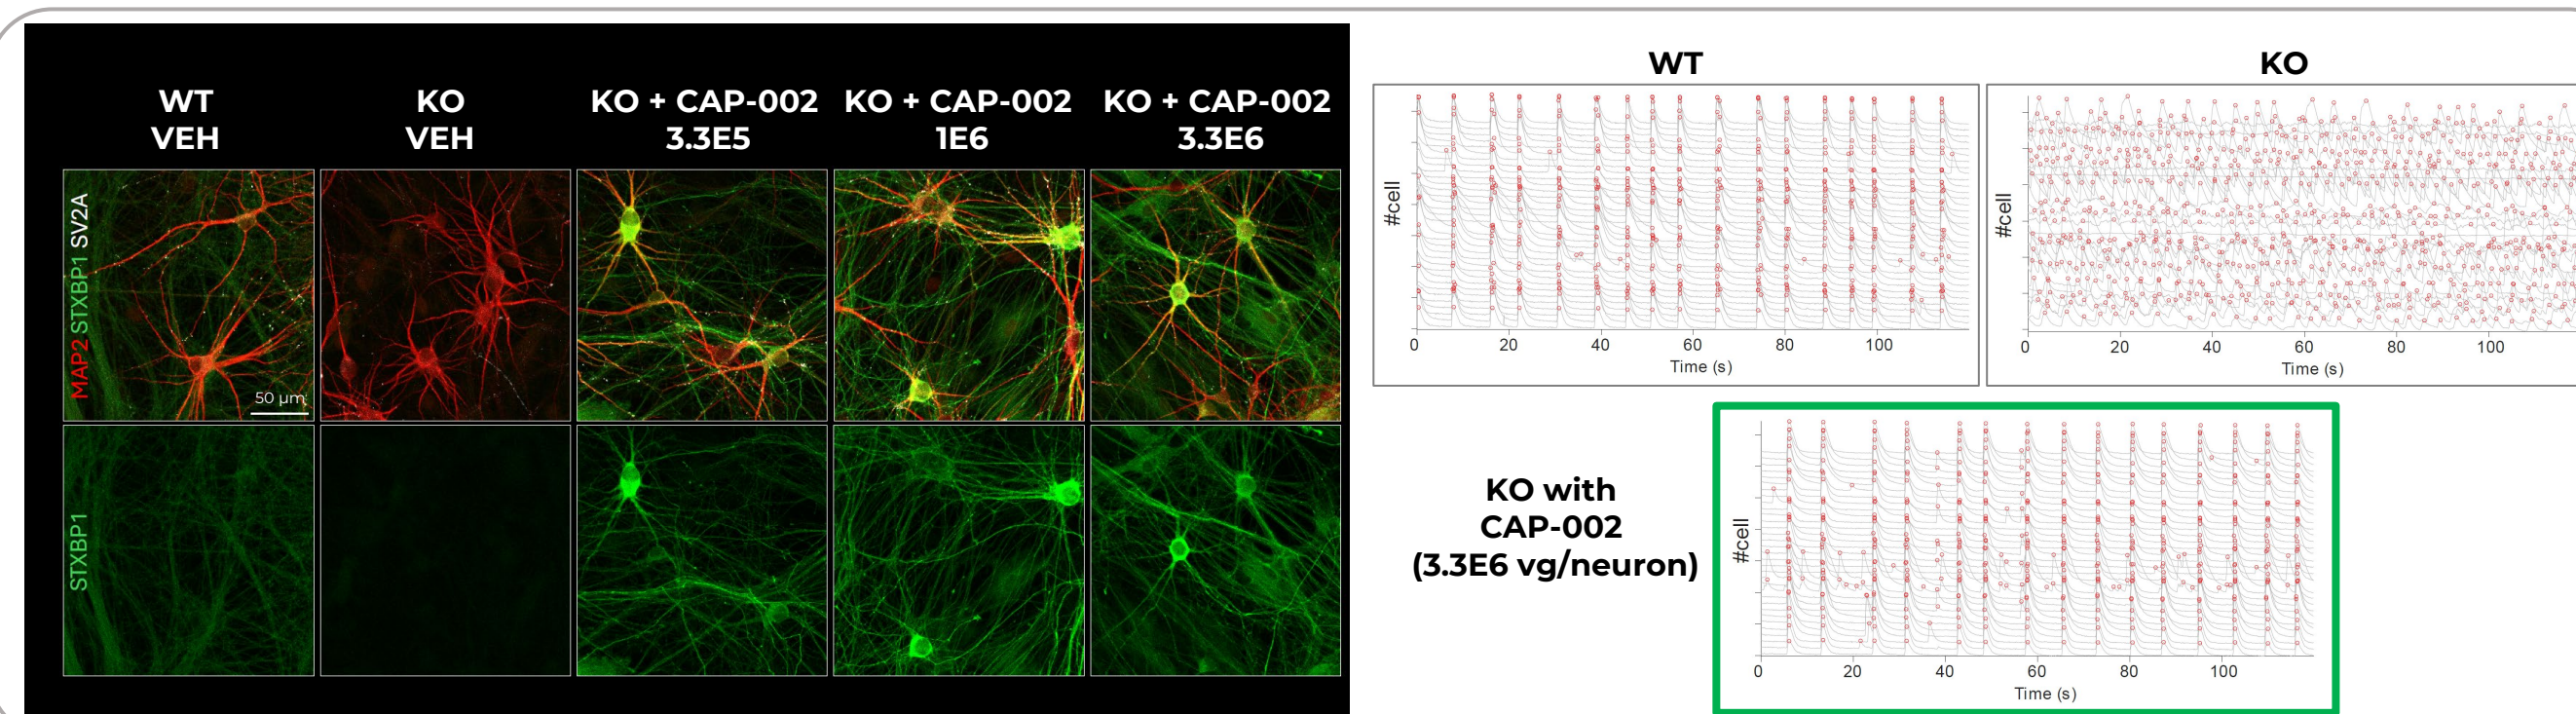 WT
VEH
KO
VEH
KO + CAP-002
3.3E5
KO + CAP-002
1E6
KO + CAP-002
3.3E6
MAP2 STXBP1 SV2A
50 µm
STXBP1
WT
#cell
0 20 40 60 80 100
Time (s)
KO
#cell
0 20 40 60 80 100
Time (s)
KO with
CAP-002
(3.3E6 vg/neuron)
#cell
0 20 40 60 80 100
Time (s)